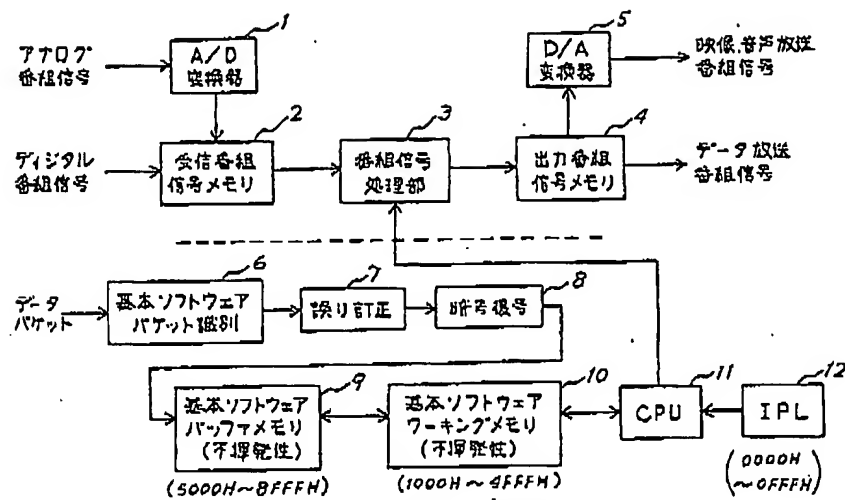 アナログ
番組信号
1
A/D
変換器
5
D/A
変換器
映像、音声放送
番組信号
ディジタル
番組信号
2
受信番組
信号メモリ
3
番組信号
処理部
4
出力番組
信号メモリ
データ放送
番組信号
データ
パケット
6
基本ソフトウェア
パケット識別
7
誤り訂正
8
暗号復号
9
基本ソフトウェア
バッファメモリ
(不揮発性)
(5000H~8FFFH)
10
基本ソフトウェア
ワーキングメモリ
(不揮発性)
(1000H~4FFFH)
11
CPU
12
IPL
(0000H
~0FFFH)